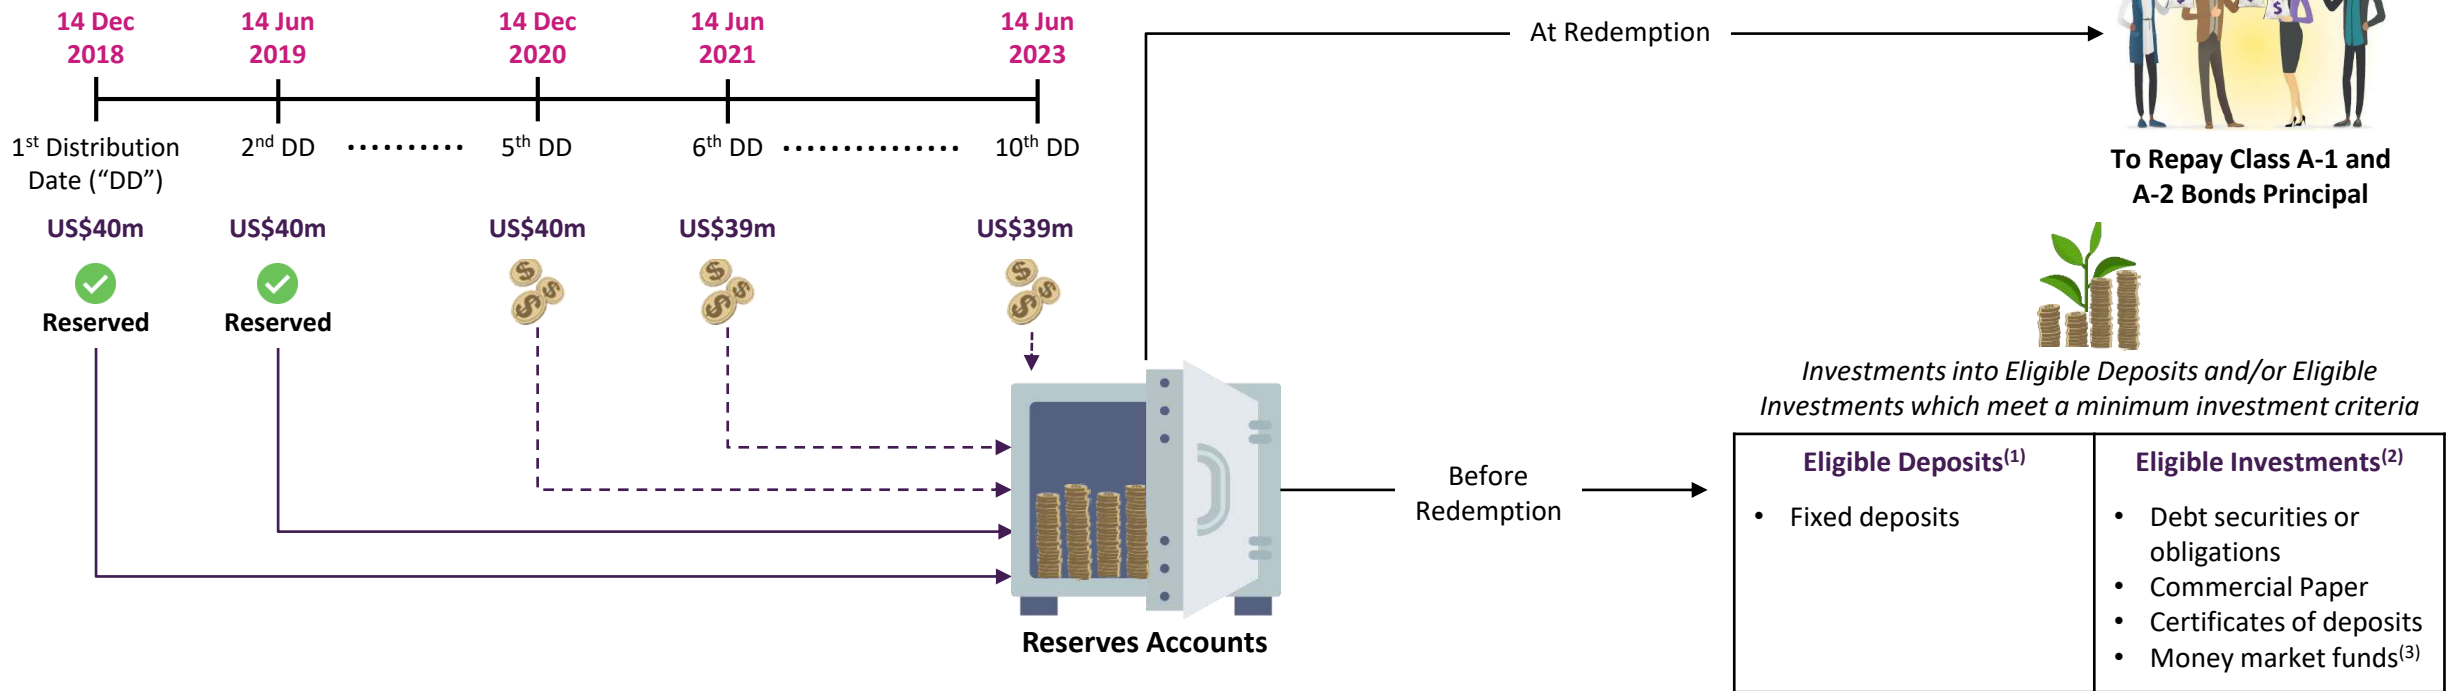 14 Dec
2018
14 Jun
2019
14 Dec
2020
14 Jun
2021
14 Jun
2023
1st Distribution
Date (“DD”)
2nd DD
5th DD
6th DD
10th DD
US$40m
US$40m
US$40m
US$39m
US$39m
Reserved
Reserved
Reserves Accounts
At Redemption
$
To Repay Class A-1 and
A-2 Bonds Principal
Before
Redemption
Investments into Eligible Deposits and/or Eligible
Investments which meet a minimum investment criteria
Eligible Deposits(1)
• Fixed deposits
Eligible Investments(2)
• Debt securities or
obligations
• Commercial Paper
• Certificates of deposits
• Money market funds(3)